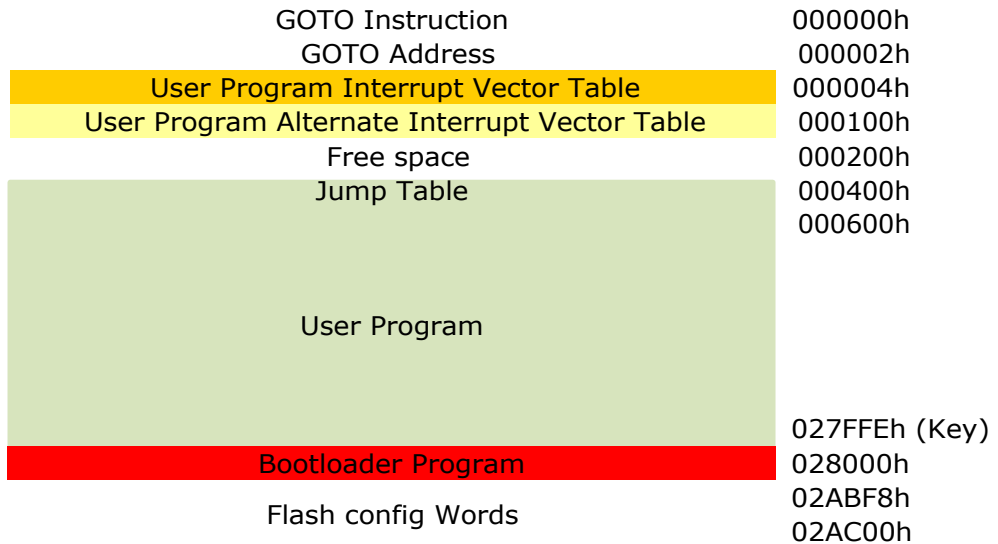 GOTO Instruction 000000h
GOTO Address 000002h
User Program Interrupt Vector Table 000004h
User Program Alternate Interrupt Vector Table 000100h
Free space 000200h
Jump Table 000400h
000600h
User Program
027FFEh (Key)
Bootloader Program 028000h
02ABF8h
Flash config Words
02AC00h